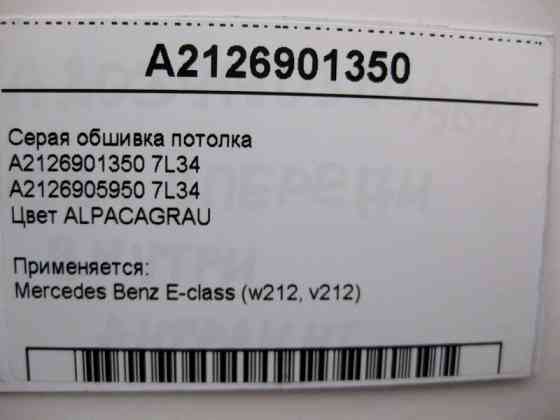 A2126901350
Серая обшивка потолка
A2126901350 7L34
A2126905950 7L34
Цвет ALPACAGRAU
Применяется:
Mercedes Benz E-class (w212, v212)